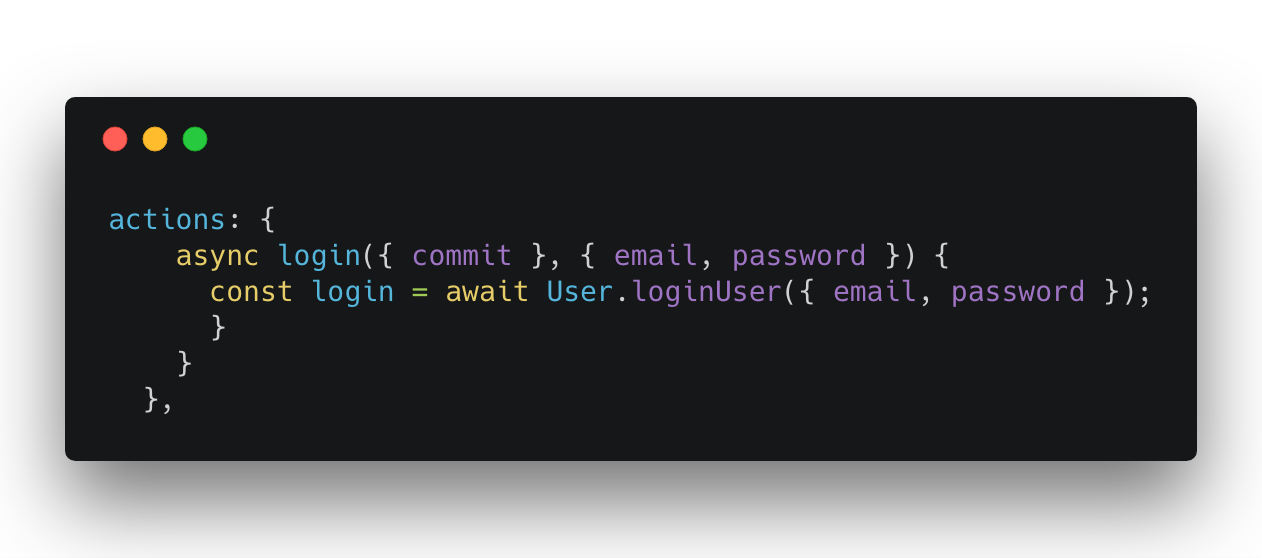 actions: {
    async login({ commit }, { email, password }) {
      const login = await User.loginUser({ email, password });
      }
    }
  },